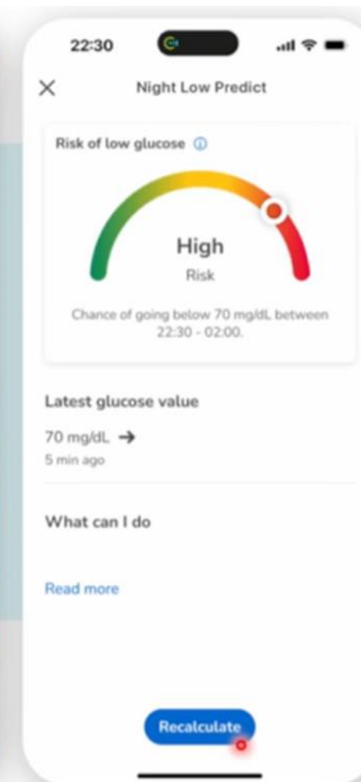 22:30
Night Low Predict
Risk of low glucose
High
Risk
Chance of going below 70 mg/dL between
22:30 - 02:00.
Latest glucose value
70 mg/dL →
5 min ago
What can I do
Read more
Recalculate